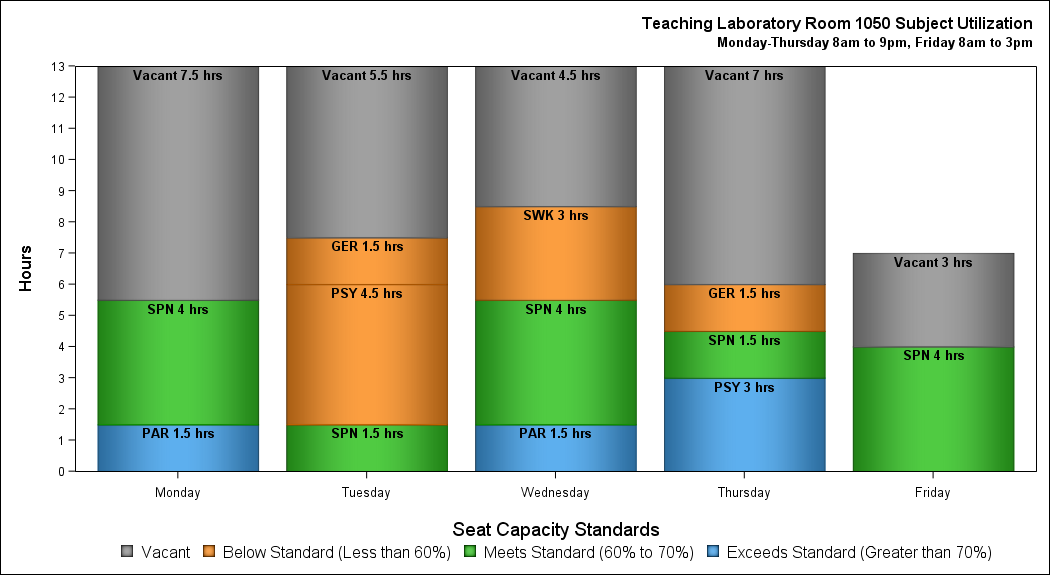 Teaching Laboratory Room 1050 Subject Utilization
Monday-Thursday 8am to 9pm, Friday 8am to 3pm
Hours
13
12
11
10
9
8
7
6
5
4
3
2
1
0
Vacant 7.5 hrs
SPN 4 hrs
PAR 1.5 hrs
Vacant 5.5 hrs
GER 1.5 hrs
PSY 4.5 hrs
SPN 1.5 hrs
Vacant 4.5 hrs
SWK 3 hrs
SPN 4 hrs
PAR 1.5 hrs
Vacant 7 hrs
GER 1.5 hrs
SPN 1.5 hrs
PSY 3 hrs
Vacant 3 hrs
SPN 4 hrs
Monday Tuesday Wednesday Thursday Friday
Seat Capacity Standards
Vacant Below Standard (Less than 60%) Meets Standard (60% to 70%) Exceeds Standard (Greater than 70%)